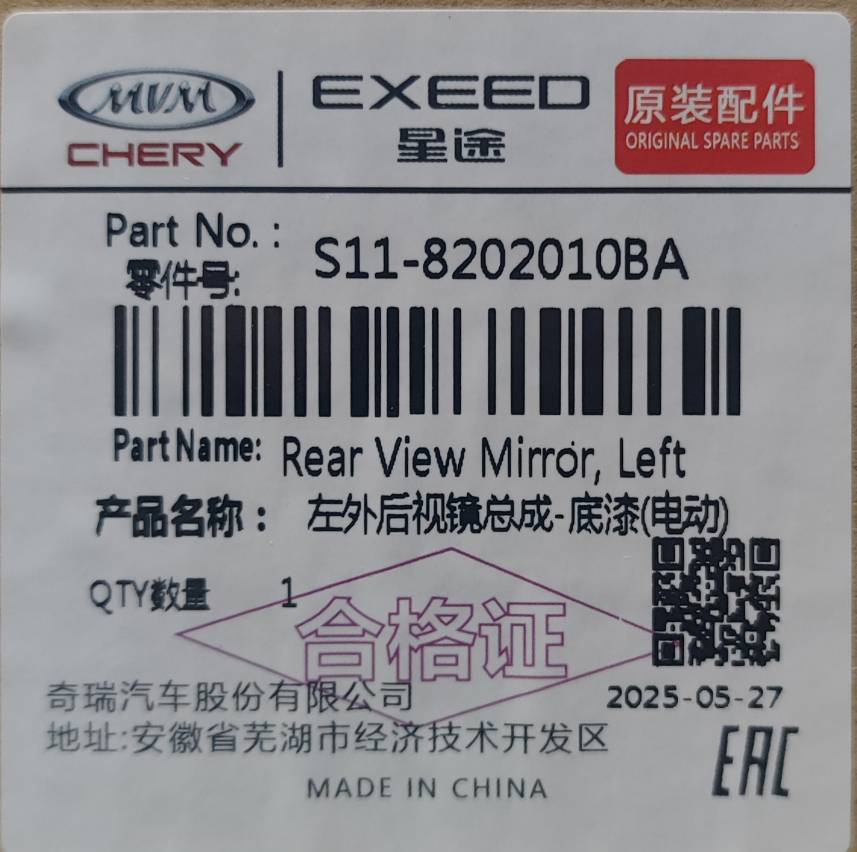 MVM
CHERY
EXEED
星途
原装配件
ORIGINAL SPARE PARTS
Part No. : S11-8202010BA
零件号:
Part Name: Rear View Mirror, Left
产品名称： 左外后视镜总成-底漆(电动)
QTY数量 1
合格证
奇瑞汽车股份有限公司 2025-05-27
地址:安徽省芜湖市经济技术开发区
EAC
MADE IN CHINA